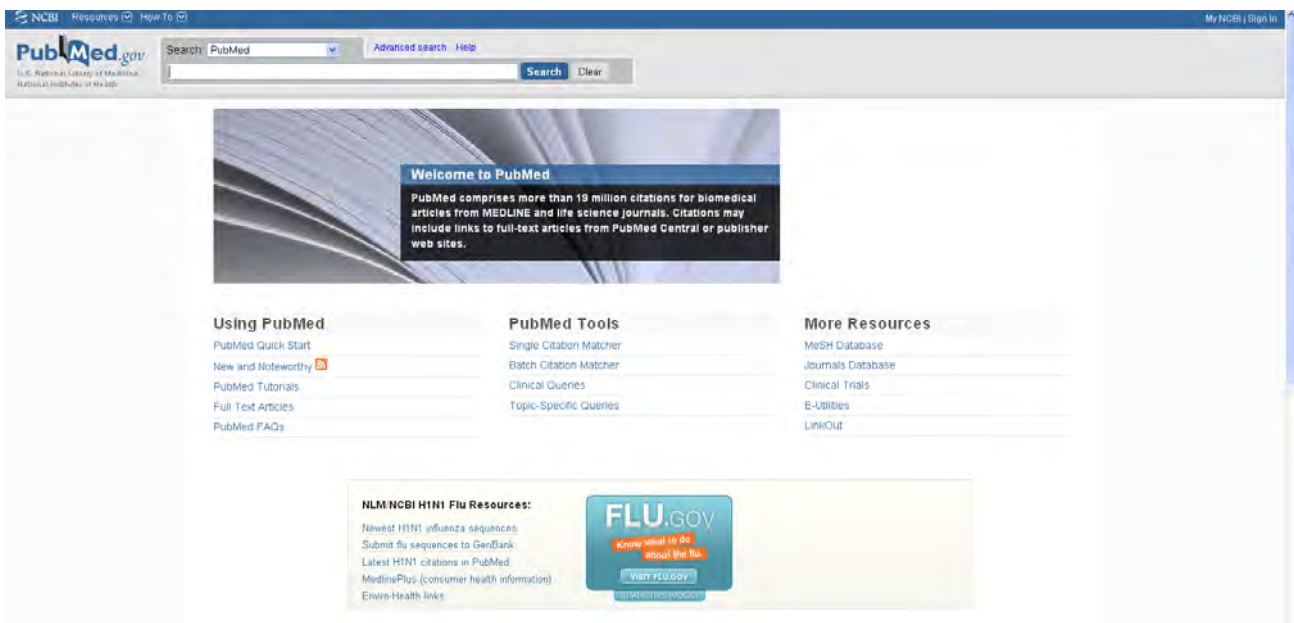 NCBI Resources How To My NCBI | Sign In
PubMed.gov
U.S. National Library of Medicine
National Institutes of Health
Search: PubMed Advanced search Help
Search Clear
Welcome to PubMed
PubMed comprises more than 19 million citations for biomedical
articles from MEDLINE and life science journals. Citations may
include links to full-text articles from PubMed Central or publisher
web sites.
Using PubMed
PubMed Quick Start
New and Noteworthy
PubMed Tutorials
Full Text Articles
PubMed FAQs
PubMed Tools
Single Citation Matcher
Batch Citation Matcher
Clinical Queries
Topic-Specific Queries
More Resources
MeSH Database
Journals Database
Clinical Trials
E-Utilities
LinkOut
NLM/NCBI H1N1 Flu Resources:
Newest H1N1 influenza sequences
Submit flu sequences to GenBank
Latest H1N1 citations in PubMed
MedlinePlus (consumer health information)
Enviro-Health links
FLU.GOV
Know what to do
about the flu.
VISIT FLU.GOV